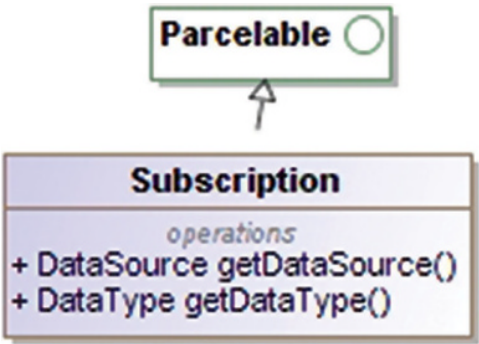 Parcelable
Subscription
operations
+ DataSource getDataSource()
+ DataType getDataType()